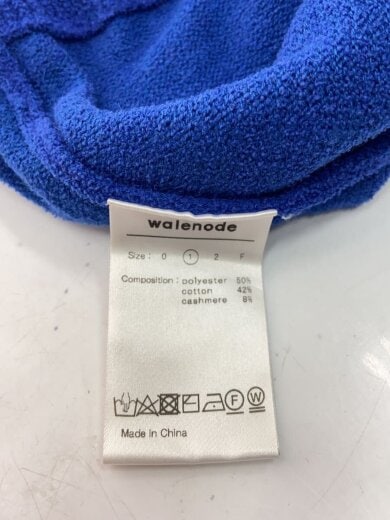 walenode
Size: 0 1 2 F
Composition: polyester 50%
cotton 42%
cashmere 8%
F W
Made in China